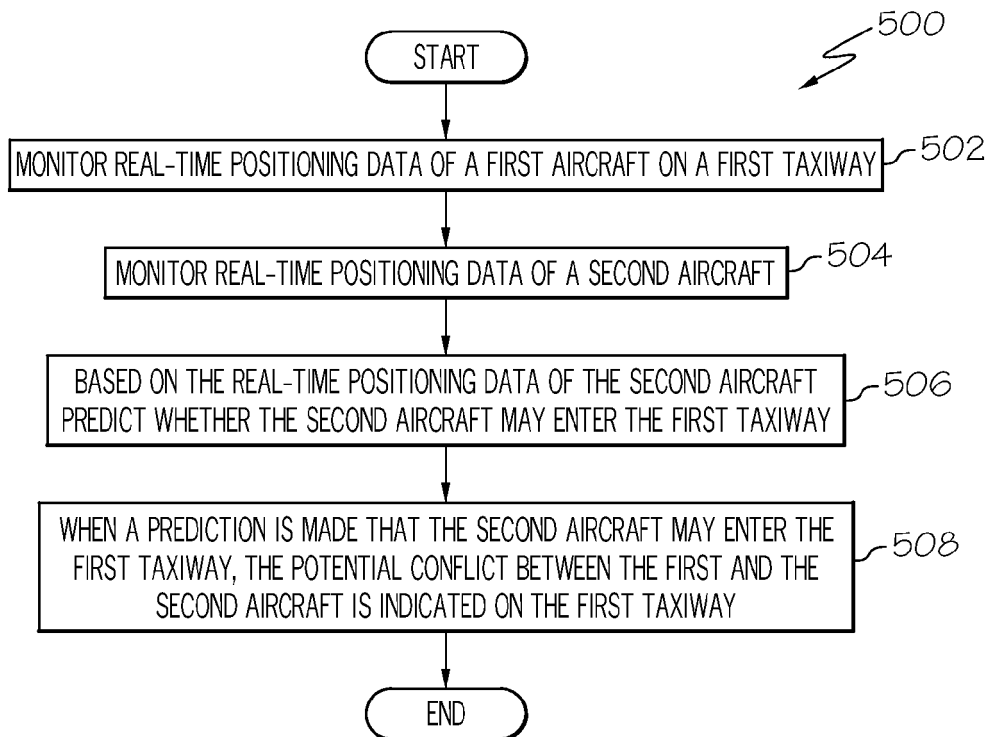 500
START
MONITOR REAL-TIME POSITIONING DATA OF A FIRST AIRCRAFT ON A FIRST TAXIWAY
502
MONITOR REAL-TIME POSITIONING DATA OF A SECOND AIRCRAFT
504
BASED ON THE REAL-TIME POSITIONING DATA OF THE SECOND AIRCRAFT
PREDICT WHETHER THE SECOND AIRCRAFT MAY ENTER THE FIRST TAXIWAY
506
WHEN A PREDICTION IS MADE THAT THE SECOND AIRCRAFT MAY ENTER THE
FIRST TAXIWAY, THE POTENTIAL CONFLICT BETWEEN THE FIRST AND THE
SECOND AIRCRAFT IS INDICATED ON THE FIRST TAXIWAY
508
END